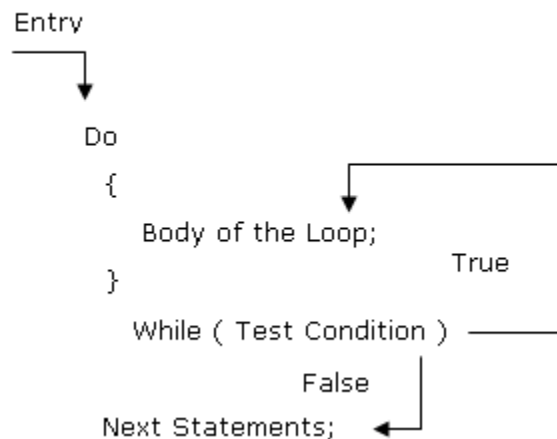 Entry
Do
{
Body of the Loop;
True
}
While ( Test Condition )
False
Next Statements;